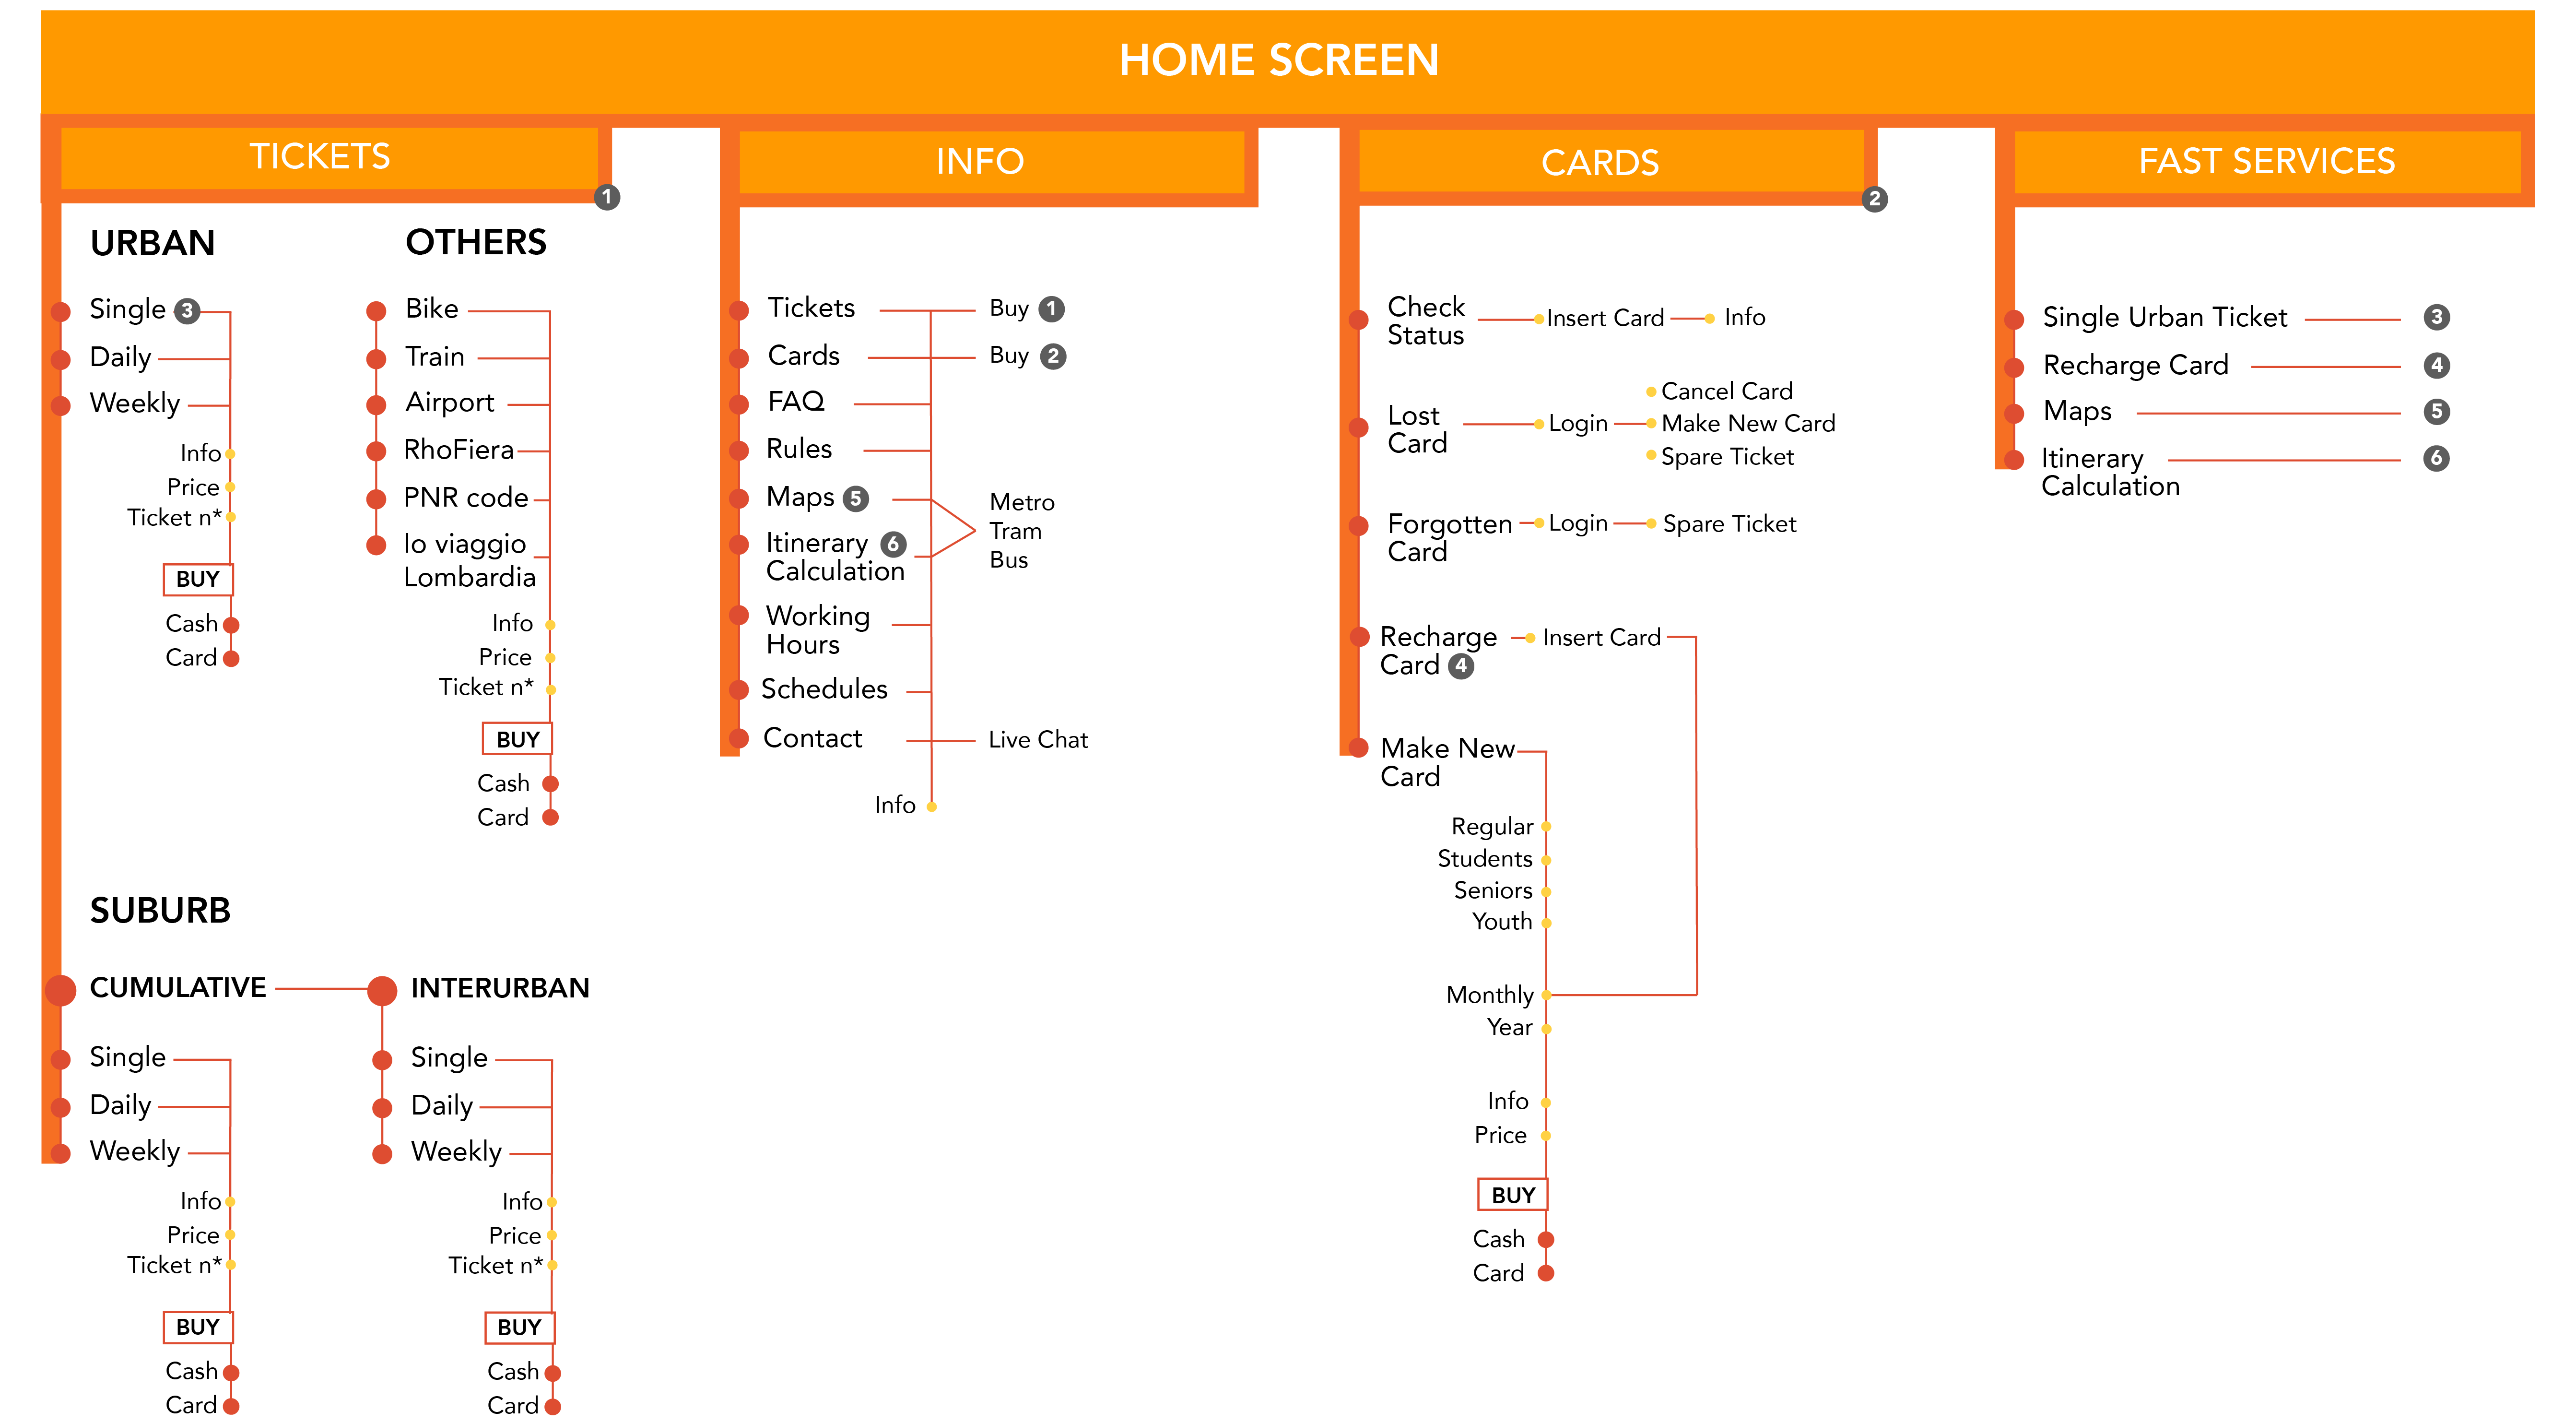 HOME SCREEN
TICKETS
1
URBAN
Single 3
Daily
Weekly
Info
Price
Ticket n*
BUY
Cash
Card
OTHERS
Bike
Train
Airport
RhoFiera
PNR code
Io viaggio
Lombardia
Info
Price
Ticket n*
BUY
Cash
Card
SUBURB
CUMULATIVE
Single
Daily
Weekly
Info
Price
Ticket n*
BUY
Cash
Card
INTERURBAN
Single
Daily
Weekly
Info
Price
Ticket n*
BUY
Cash
Card
INFO
Tickets
Buy 1
Cards
Buy 2
FAQ
Rules
Maps 5
Itinerary 6
Calculation
Metro
Tram
Bus
Working
Hours
Schedules
Contact
Live Chat
Info
CARDS
2
Check
Status
Insert Card
Info
Lost
Card
Login
Cancel Card
Make New Card
Spare Ticket
Forgotten
Card
Login
Spare Ticket
Recharge
Card 4
Insert Card
Make New
Card
Regular
Students
Seniors
Youth
Monthly
Year
Info
Price
BUY
Cash
Card
FAST SERVICES
Single Urban Ticket 3
Recharge Card 4
Maps 5
Itinerary 6
Calculation